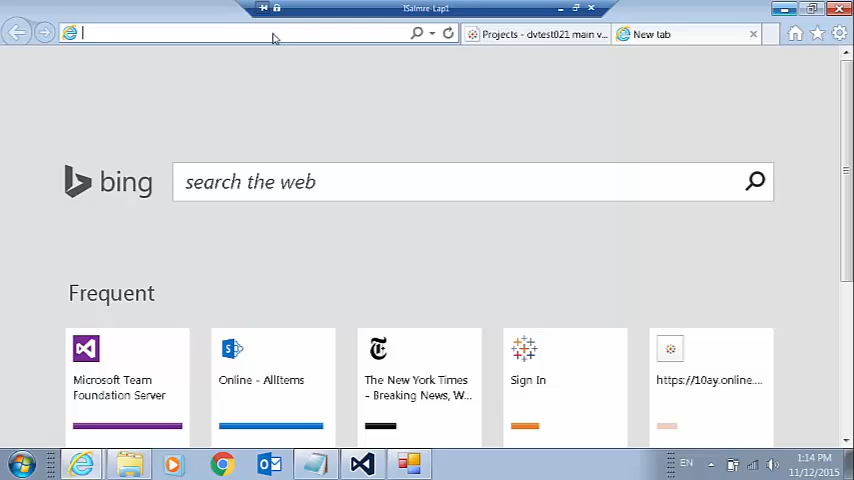 ISalmre-Lap1
Projects - dvtest021 main v...
New tab
bing
search the web
Frequent
Microsoft Team
Foundation Server
Online - AllItems
The New York Times
- Breaking News, W...
Sign In
https://10ay.online....
EN
1:14 PM
11/12/2015